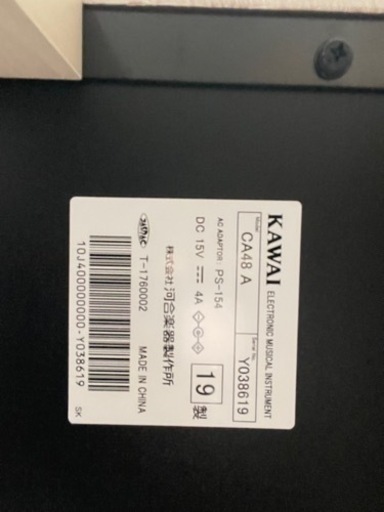 KAWAI ELECTRONIC MUSICAL INSTRUMENT
Model CA48 A
Serial No. Y038619
AC ADAPTOR : PS-154
DC 15V 4A
19 製
株式会社 河合楽器製作所
T-1760002 MADE IN CHINA
10J400000000-Y038619
SK